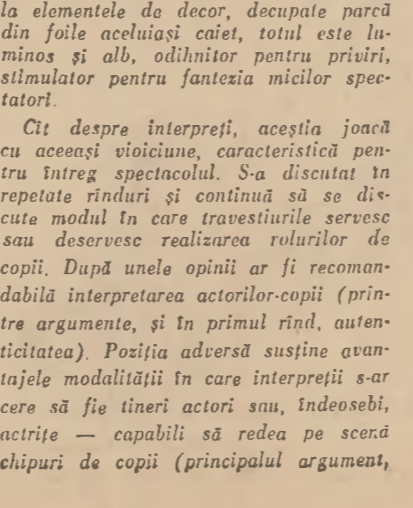 la elementele de decor, decupate parcă
din foile aceluiași caiet, totul este lu-
minos și alb, odihnitor pentru priviri,
stimulator pentru fantezia micilor spec-
tatori.
Cît despre interpreți, aceștia joacă
cu aceeași vioiciune, caracteristică pen-
tru întreg spectacolul. S-a discutat în
repetate rînduri și continuă să se dis-
cute modul în care travestiurile servesc
sau deservesc realizarea rolurilor de
copii. După unele opinii ar fi recoman-
dabilă interpretarea actorilor-copii (prin-
tre argumente, și în primul rînd, auten-
ticitatea). Poziția adversă susține avan-
tajele modalității în care interpreții s-ar
cere să fie tineri actori sau, îndeosebi,
actrițe — capabili să redea pe scenă
chipuri de copii (principalul argument,